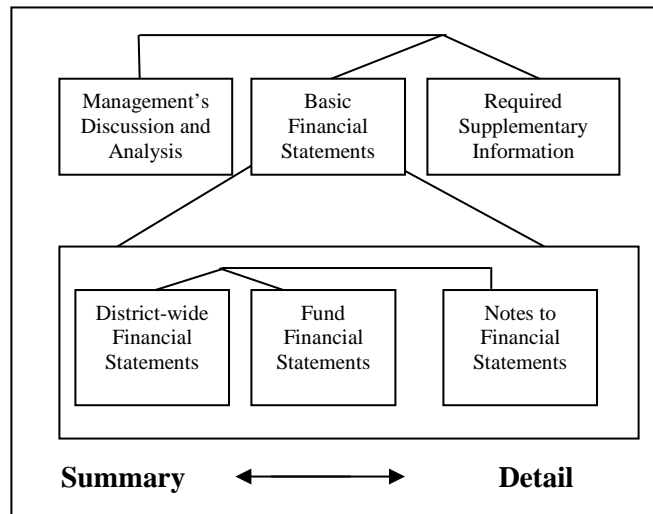 Management's
Discussion and
Analysis
Basic
Financial
Statements
Required
Supplementary
Information
District-wide
Financial
Statements
Fund
Financial
Statements
Notes to
Financial
Statements
Summary
Detail